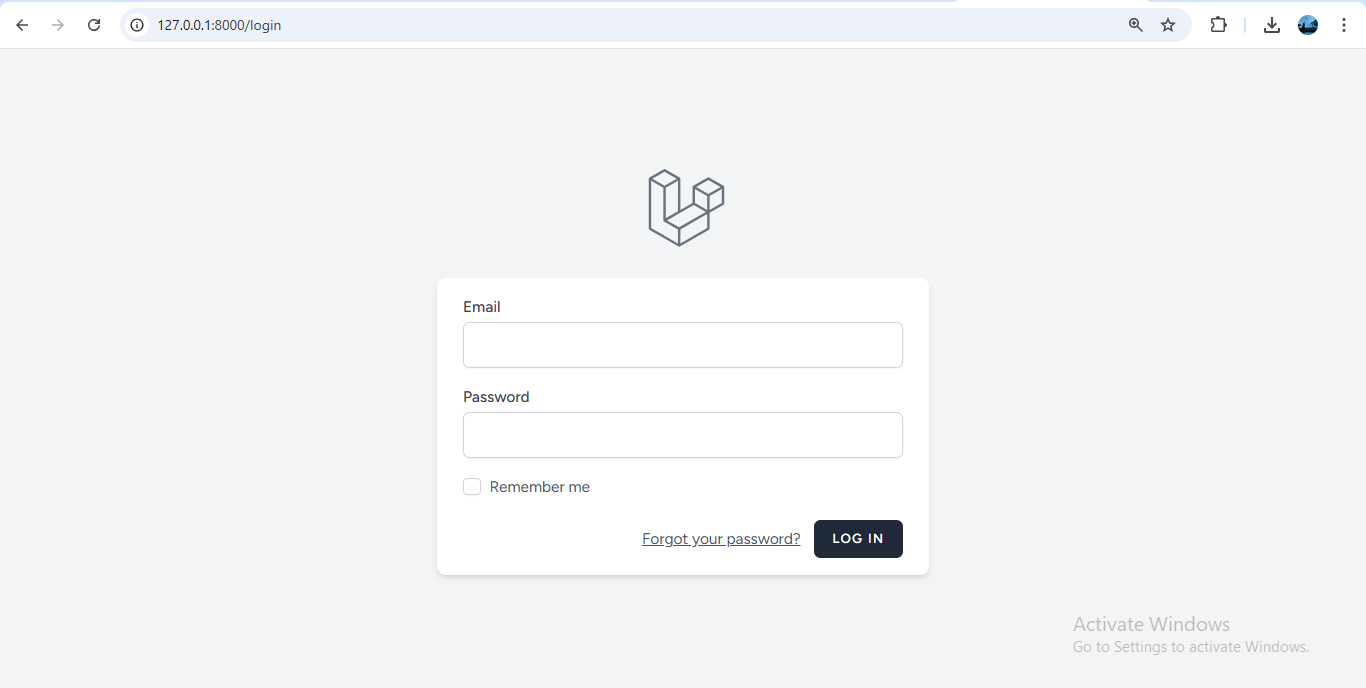 127.0.0.1:8000/login
Email
Password
Remember me
Forgot your password? LOG IN
Activate Windows
Go to Settings to activate Windows.